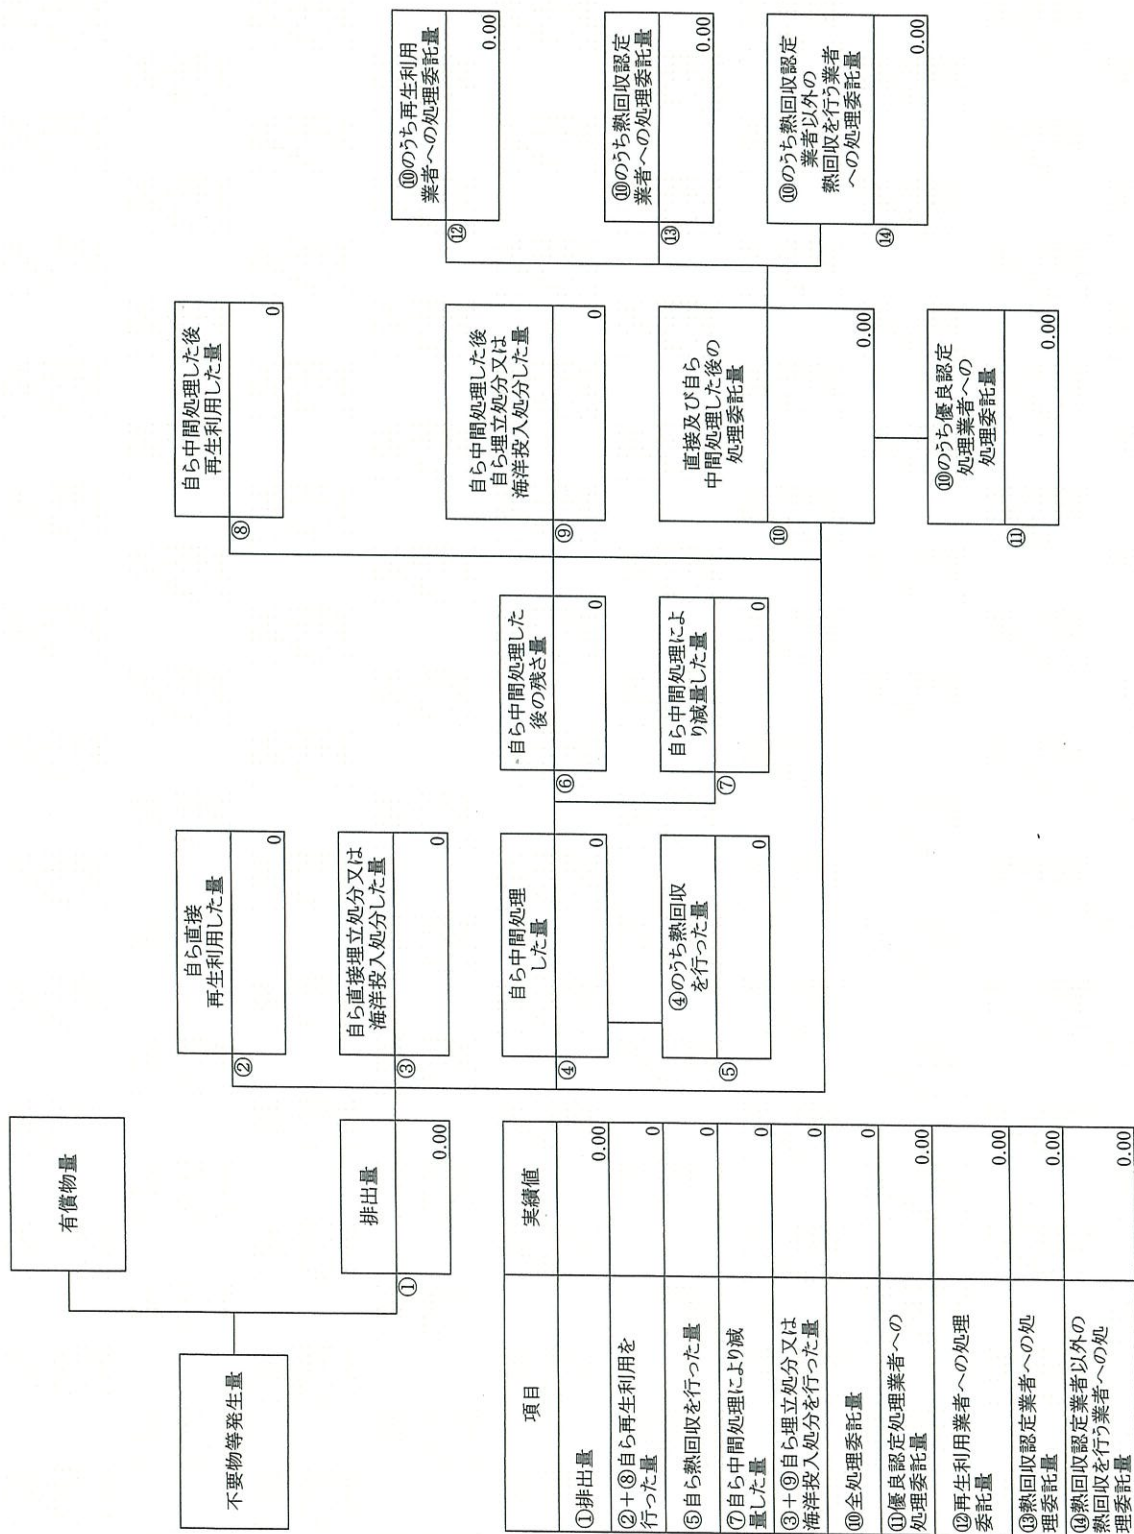 不要物等発生量
有償物量
排出量
①
0.00
自ら直接
再生利用した量
②
0
自ら直接埋立処分又は
海洋投入処分した量
③
0
自ら中間処理
した量
④
0
④のうち熱回収
を行った量
⑤
0
自ら中間処理した
後の残さ量
⑥
0
自ら中間処理によ
り減量した量
⑦
0
自ら中間処理した後
再生利用した量
⑧
0
自ら中間処理した後
自ら埋立処分又は
海洋投入処分した量
⑨
0
直接及び自ら
中間処理した後の
処理委託量
⑩
0.00
⑩のうち優良認定
処理業者への
処理委託量
⑪
0.00
⑩のうち再生利用
業者への処理委託量
⑫
0.00
⑩のうち熱回収認定
業者への処理委託量
⑬
0.00
⑩のうち熱回収認定
業者以外の
熱回収を行う業者
への処理委託量
⑭
0.00
項目 実績値
①排出量 0.00
②+⑧自ら再生利用を
行った量 0
⑤自ら熱回収を行った量 0
⑦自ら中間処理により減
量した量 0
③+⑨自ら埋立処分又は
海洋投入処分を行った量 0
⑩全処理委託量 0
⑪優良認定処理業者への
処理委託量 0.00
⑫再生利用業者への処理
委託量 0.00
⑬熱回収認定業者への処
理委託量 0.00
⑭熱回収認定業者以外の
熱回収を行う業者への処
理委託量 0.00